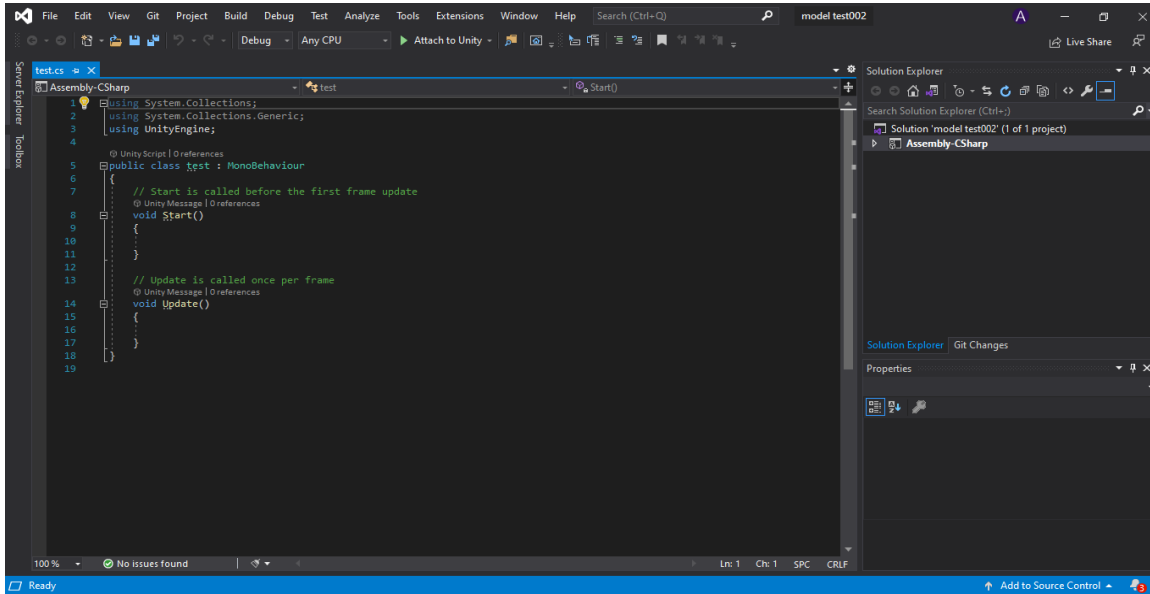 File Edit View Git Project Build Debug Test Analyze Tools Extensions Window Help Search (Ctrl+Q) model test002 A
Debug Any CPU Attach to Unity Live Share
Server Explorer
Toolbox
test.cs
Assembly-CSharp test Start()
1 using System.Collections;
2 using System.Collections.Generic;
3 using UnityEngine;
4
Unity Script | 0 references
5 public class test : MonoBehaviour
6 {
7 // Start is called before the first frame update
Unity Message | 0 references
8 void Start()
9 {
10
11 }
12
13 // Update is called once per frame
Unity Message | 0 references
14 void Update()
15 {
16
17 }
18 }
19
100 % No issues found Ln: 1 Ch: 1 SPC CRLF
Solution Explorer
Search Solution Explorer (Ctrl+;)
Solution 'model test002' (1 of 1 project)
Assembly-CSharp
Solution Explorer Git Changes
Properties
Ready Add to Source Control 3